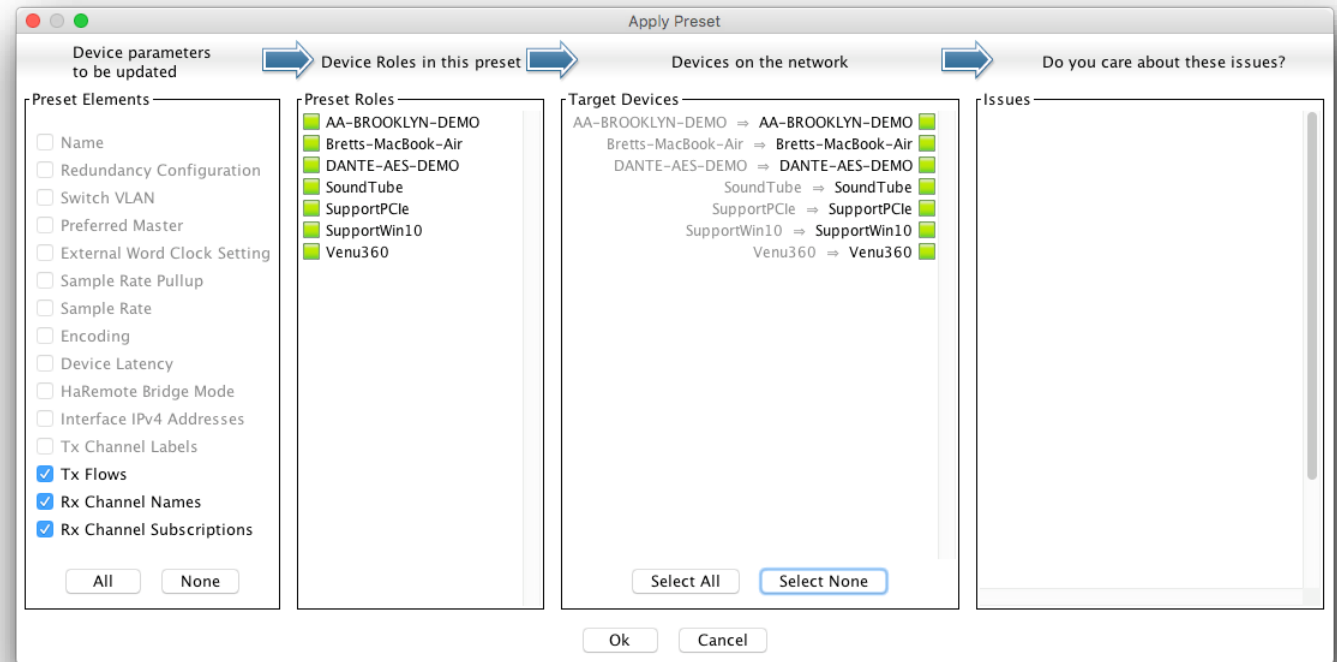 Apply Preset
Device parameters
to be updated
Device Roles in this preset
Devices on the network
Do you care about these issues?
Preset Elements
Name
Redundancy Configuration
Switch VLAN
Preferred Master
External Word Clock Setting
Sample Rate Pullup
Sample Rate
Encoding
Device Latency
HaRemote Bridge Mode
Interface IPv4 Addresses
Tx Channel Labels
Tx Flows
Rx Channel Names
Rx Channel Subscriptions
All None
Preset Roles
AA-BROOKLYN-DEMO
Bretts-MacBook-Air
DANTE-AES-DEMO
SoundTube
SupportPCIe
SupportWin10
Venu360
Target Devices
AA-BROOKLYN-DEMO ⇒ AA-BROOKLYN-DEMO
Bretts-MacBook-Air ⇒ Bretts-MacBook-Air
DANTE-AES-DEMO ⇒ DANTE-AES-DEMO
SoundTube ⇒ SoundTube
SupportPCIe ⇒ SupportPCIe
SupportWin10 ⇒ SupportWin10
Venu360 ⇒ Venu360
Select All Select None
Issues
Ok Cancel